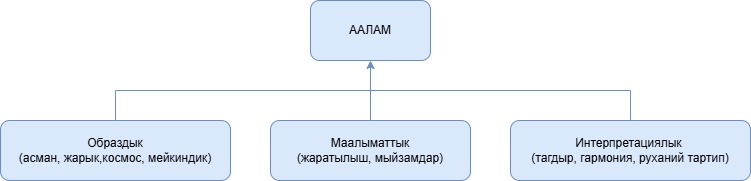 ААЛАМ
Образдык
(асман, жарык,космос, мейкиндик)
Маалыматтык
(жаратылыш, мыйзамдар)
Интерпретациялык
(тагдыр, гармония, руханий тартип)